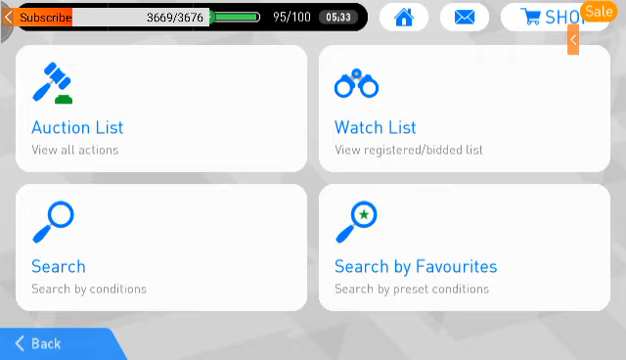 Subscribe 3669/3676 95/100 05:33 SHOP Sale
Auction List
View all actions
Watch List
View registered/bidded list
Search
Search by conditions
Search by Favourites
Search by preset conditions
Back